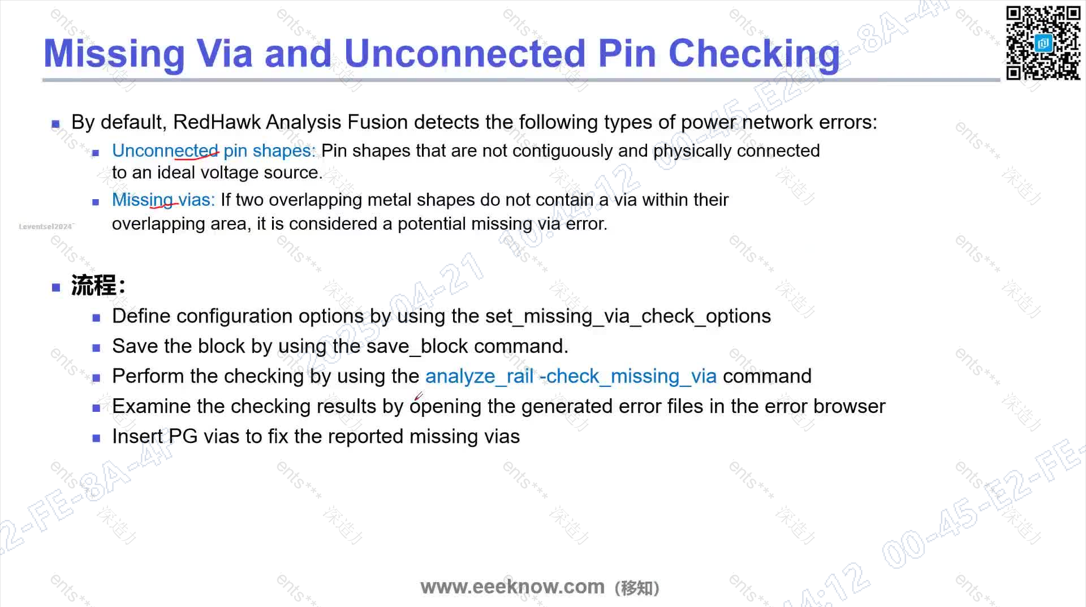 Missing Via and Unconnected Pin Checking
By default, RedHawk Analysis Fusion detects the following types of power network errors:
Unconnected pin shapes: Pin shapes that are not contiguously and physically connected
to an ideal voltage source.
Missing vias: If two overlapping metal shapes do not contain a via within their
overlapping area, it is considered a potential missing via error.
流程：
Define configuration options by using the set_missing_via_check_options
Save the block by using the save_block command.
Perform the checking by using the analyze_rail -check_missing_via command
Examine the checking results by opening the generated error files in the error browser
Insert PG vias to fix the reported missing vias
www.eeeknow.com（移知）